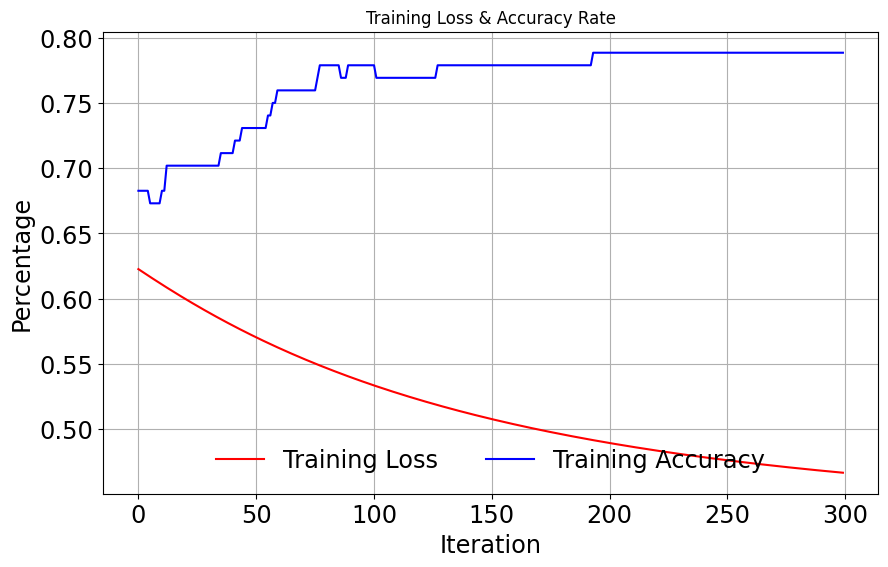 Training Loss & Accuracy Rate
0.80
0.75
0.70
0.65
0.60
0.55
0.50
Percentage
Training Loss
Training Accuracy
0
50
100
150
200
250
300
Iteration